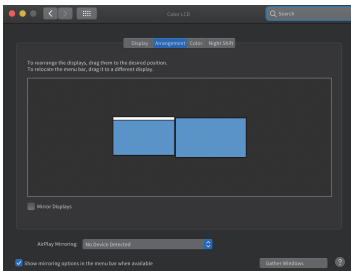 Color LCD
Search
Display Arrangement Color Night Shift
To rearrange the displays, drag them to the desired position.
To relocate the menu bar, drag it to a different display.
Mirror Displays
AirPlay Mirroring: No Device Detected
Show mirroring options in the menu bar when available
Gather Windows
?